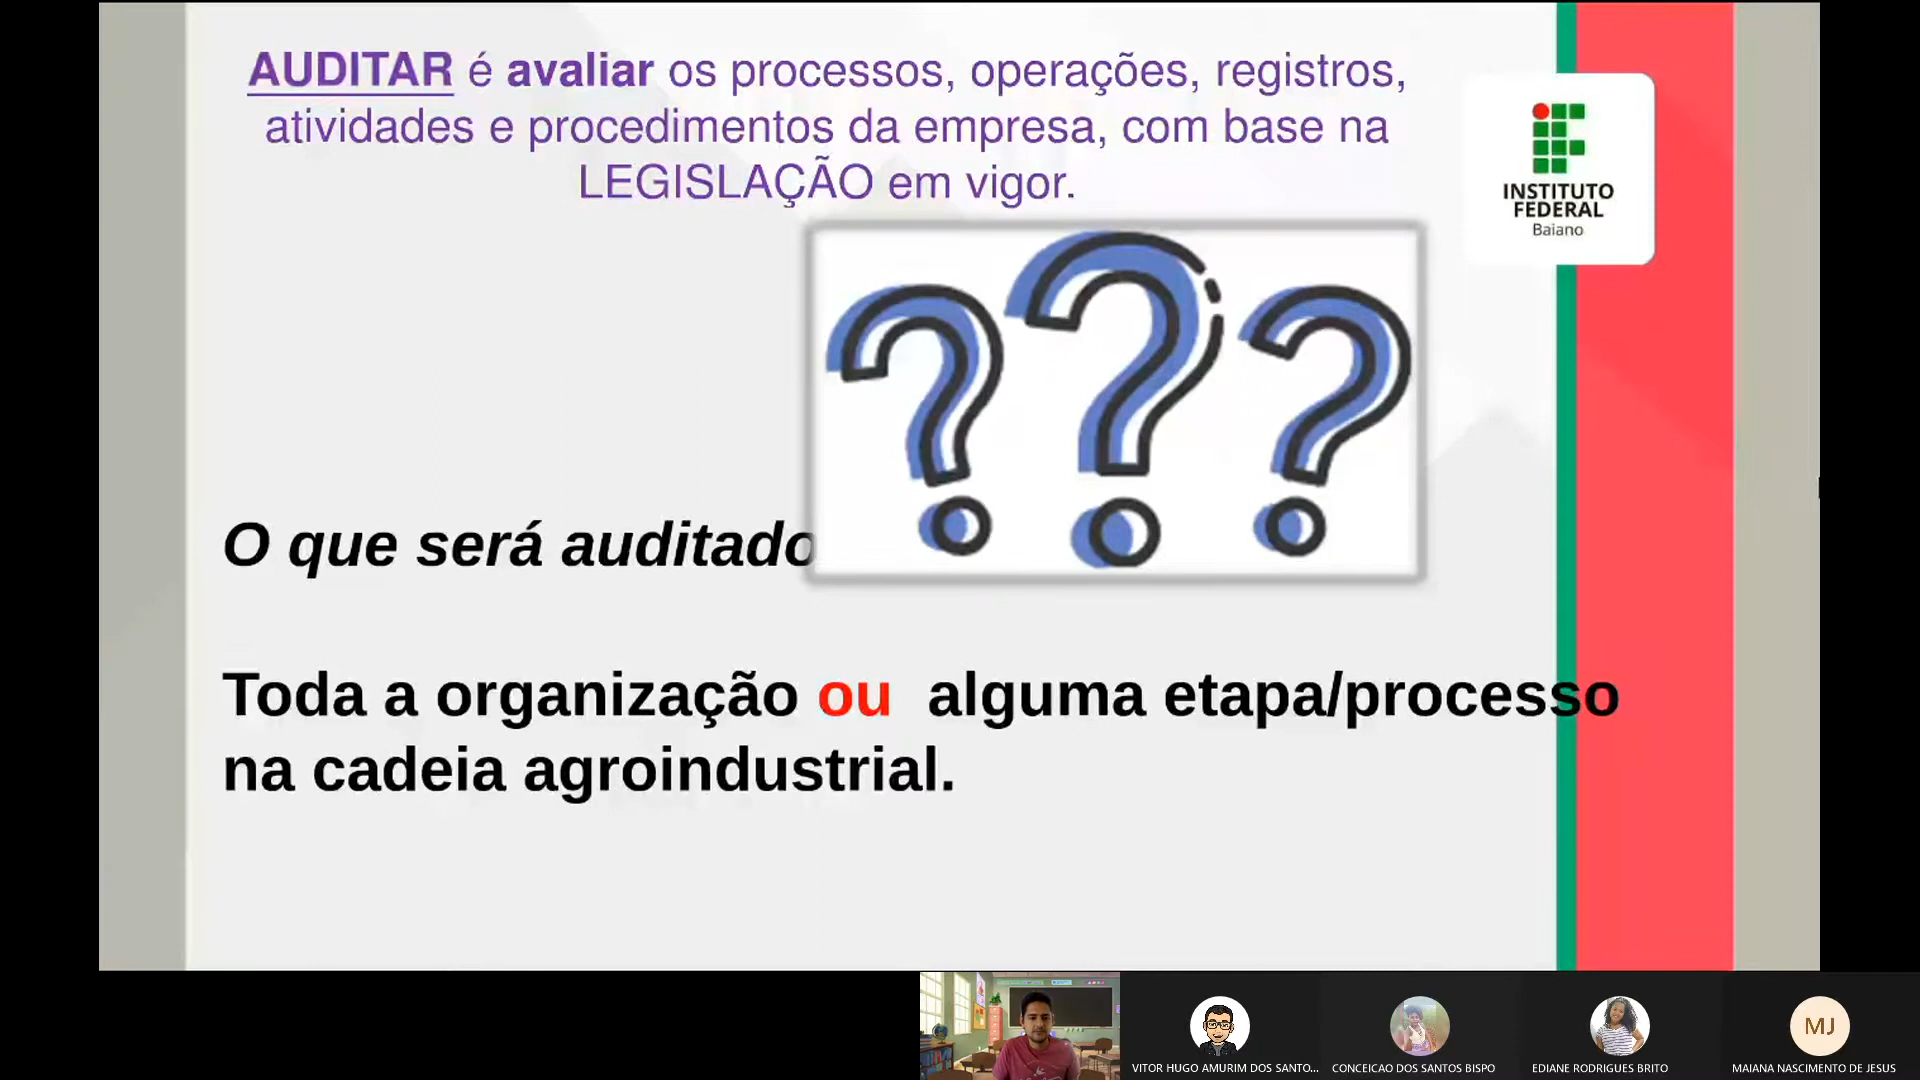 AUDITAR é avaliar os processos, operações, registros,
atividades e procedimentos da empresa, com base na
LEGISLAÇÃO em vigor.
INSTITUTO
FEDERAL
Baiano
O que será auditado
Toda a organização ou alguma etapa/processo
na cadeia agroindustrial.
VITOR HUGO AMURIM DOS SANTO...
CONCEICAO DOS SANTOS BISPO
EDIANE RODRIGUES BRITO
MJ
MAIANA NASCIMENTO DE JESUS